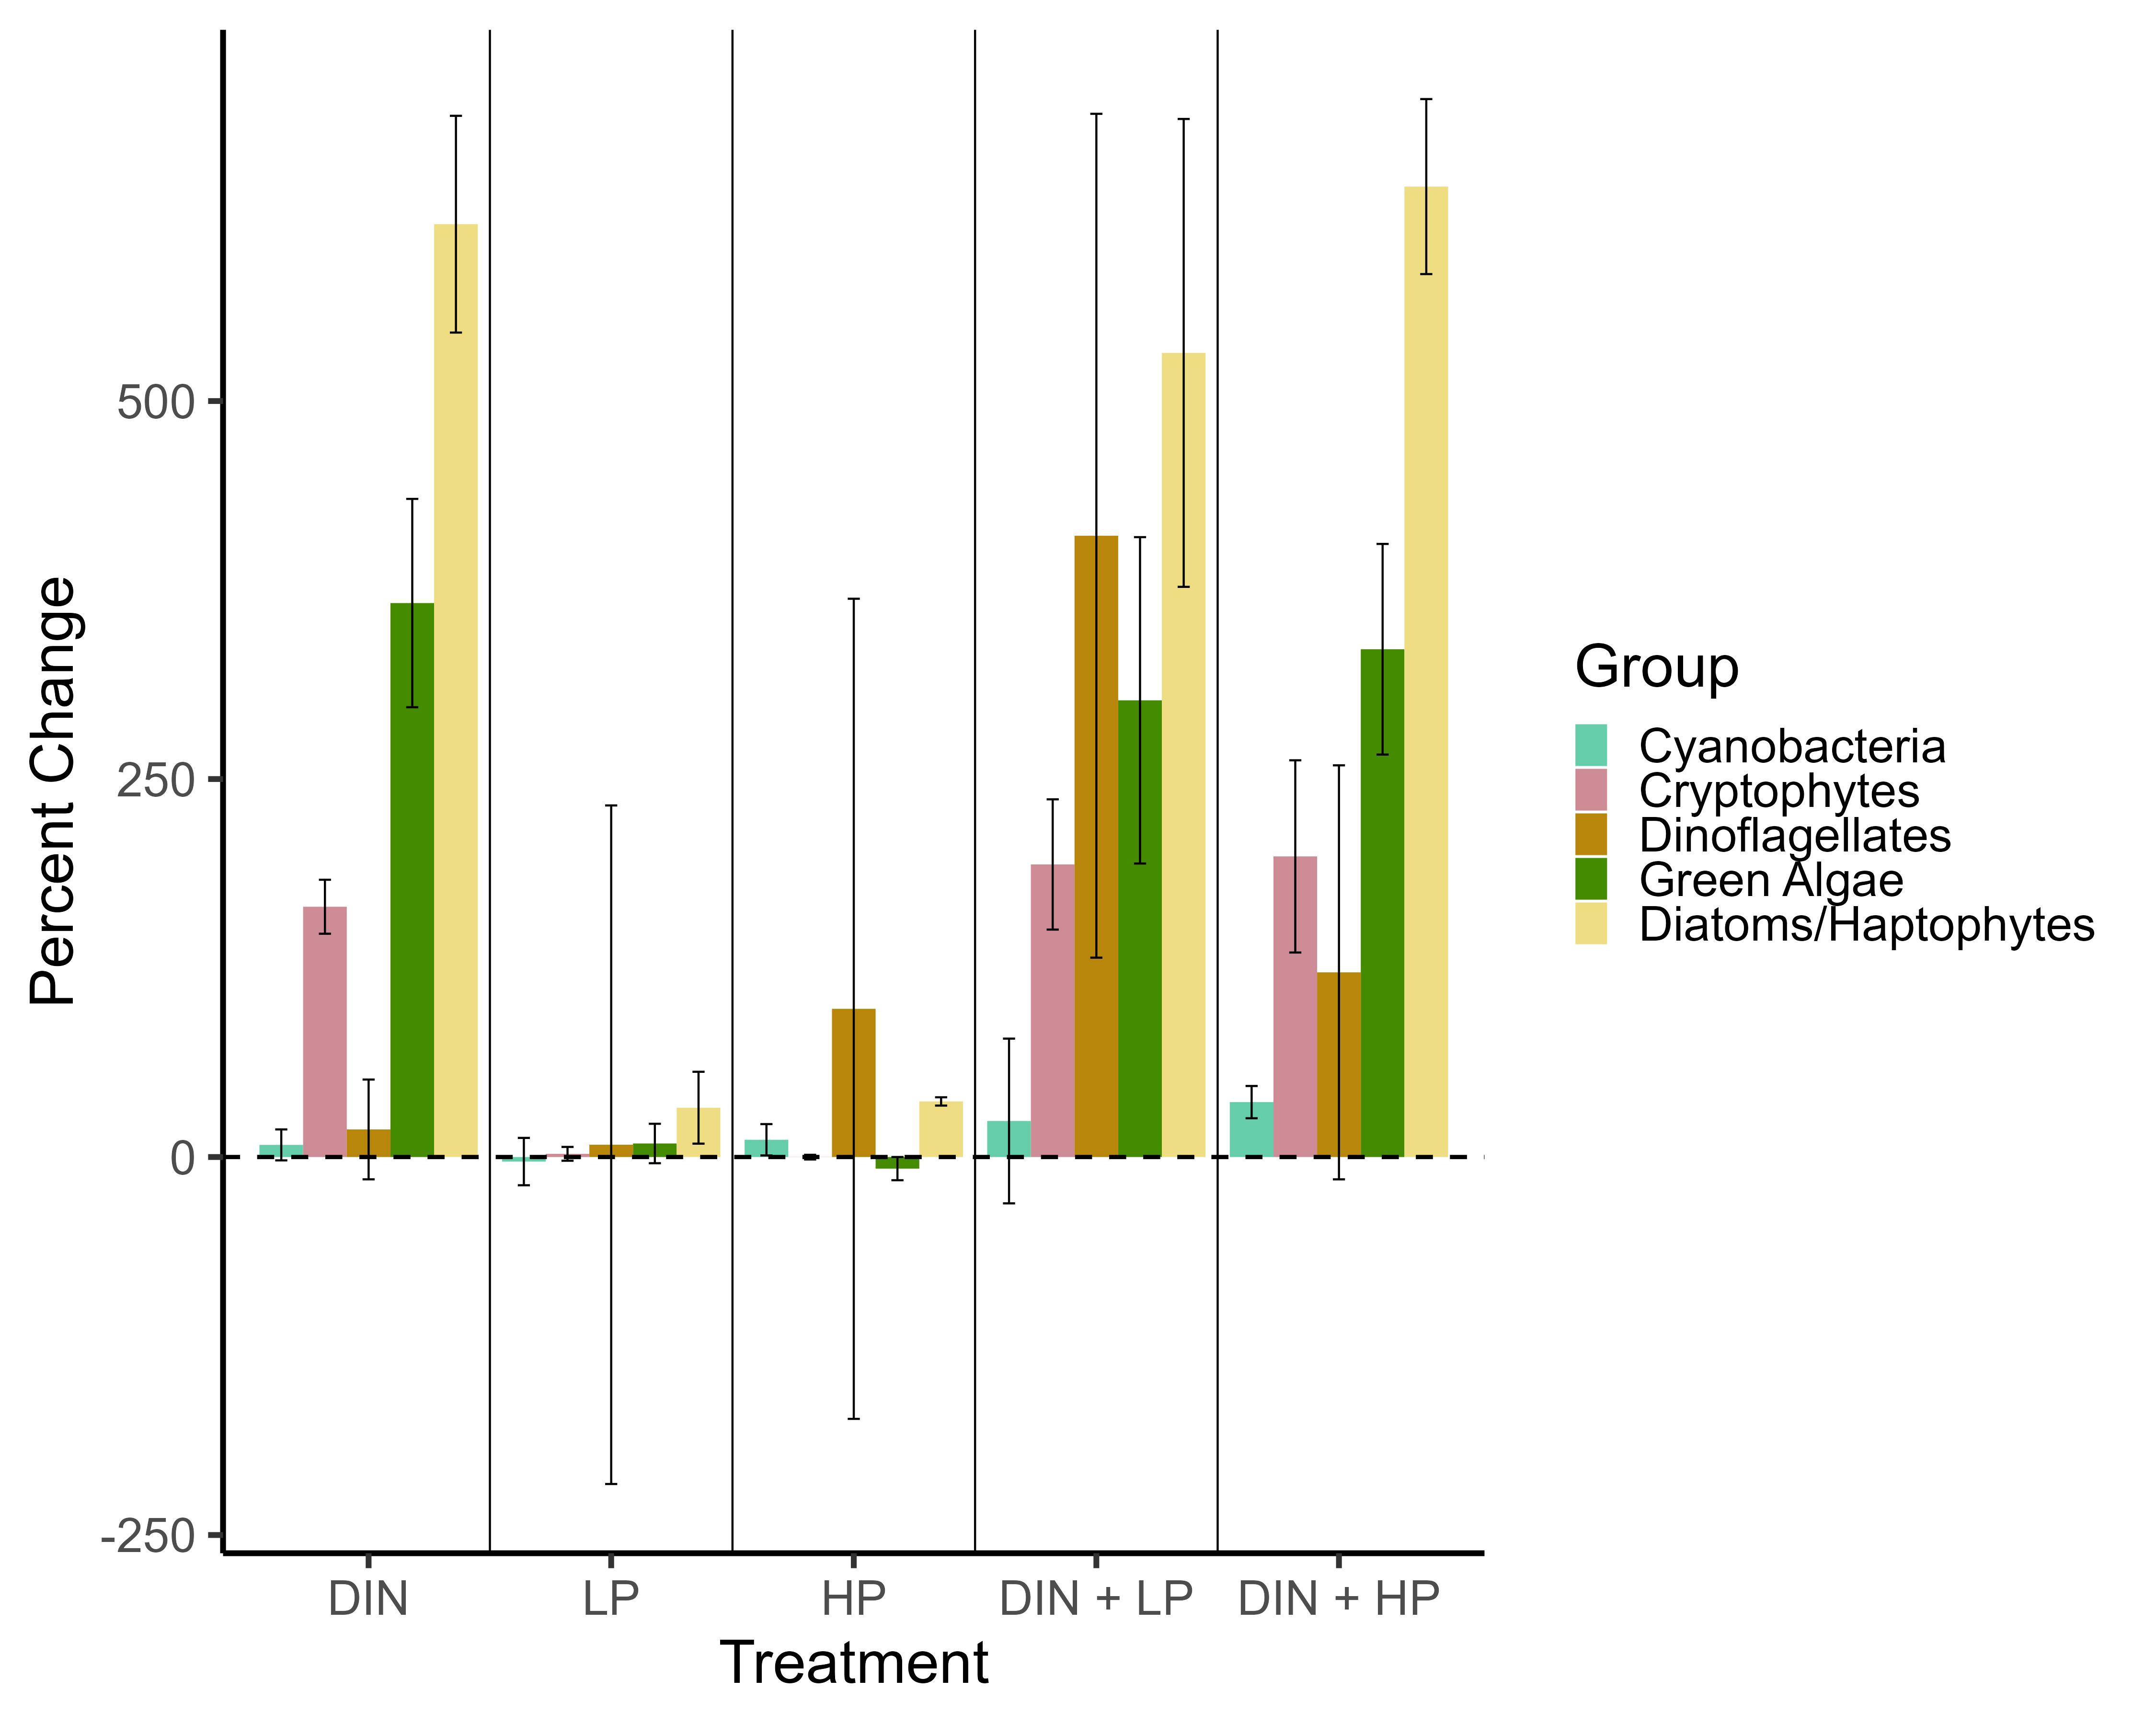 Percent Change
500
250
0
-250
DIN
LP
HP
DIN + LP
DIN + HP
Treatment
Group
Cyanobacteria
Cryptophytes
Dinoflagellates
Green Algae
Diatoms/Haptophytes